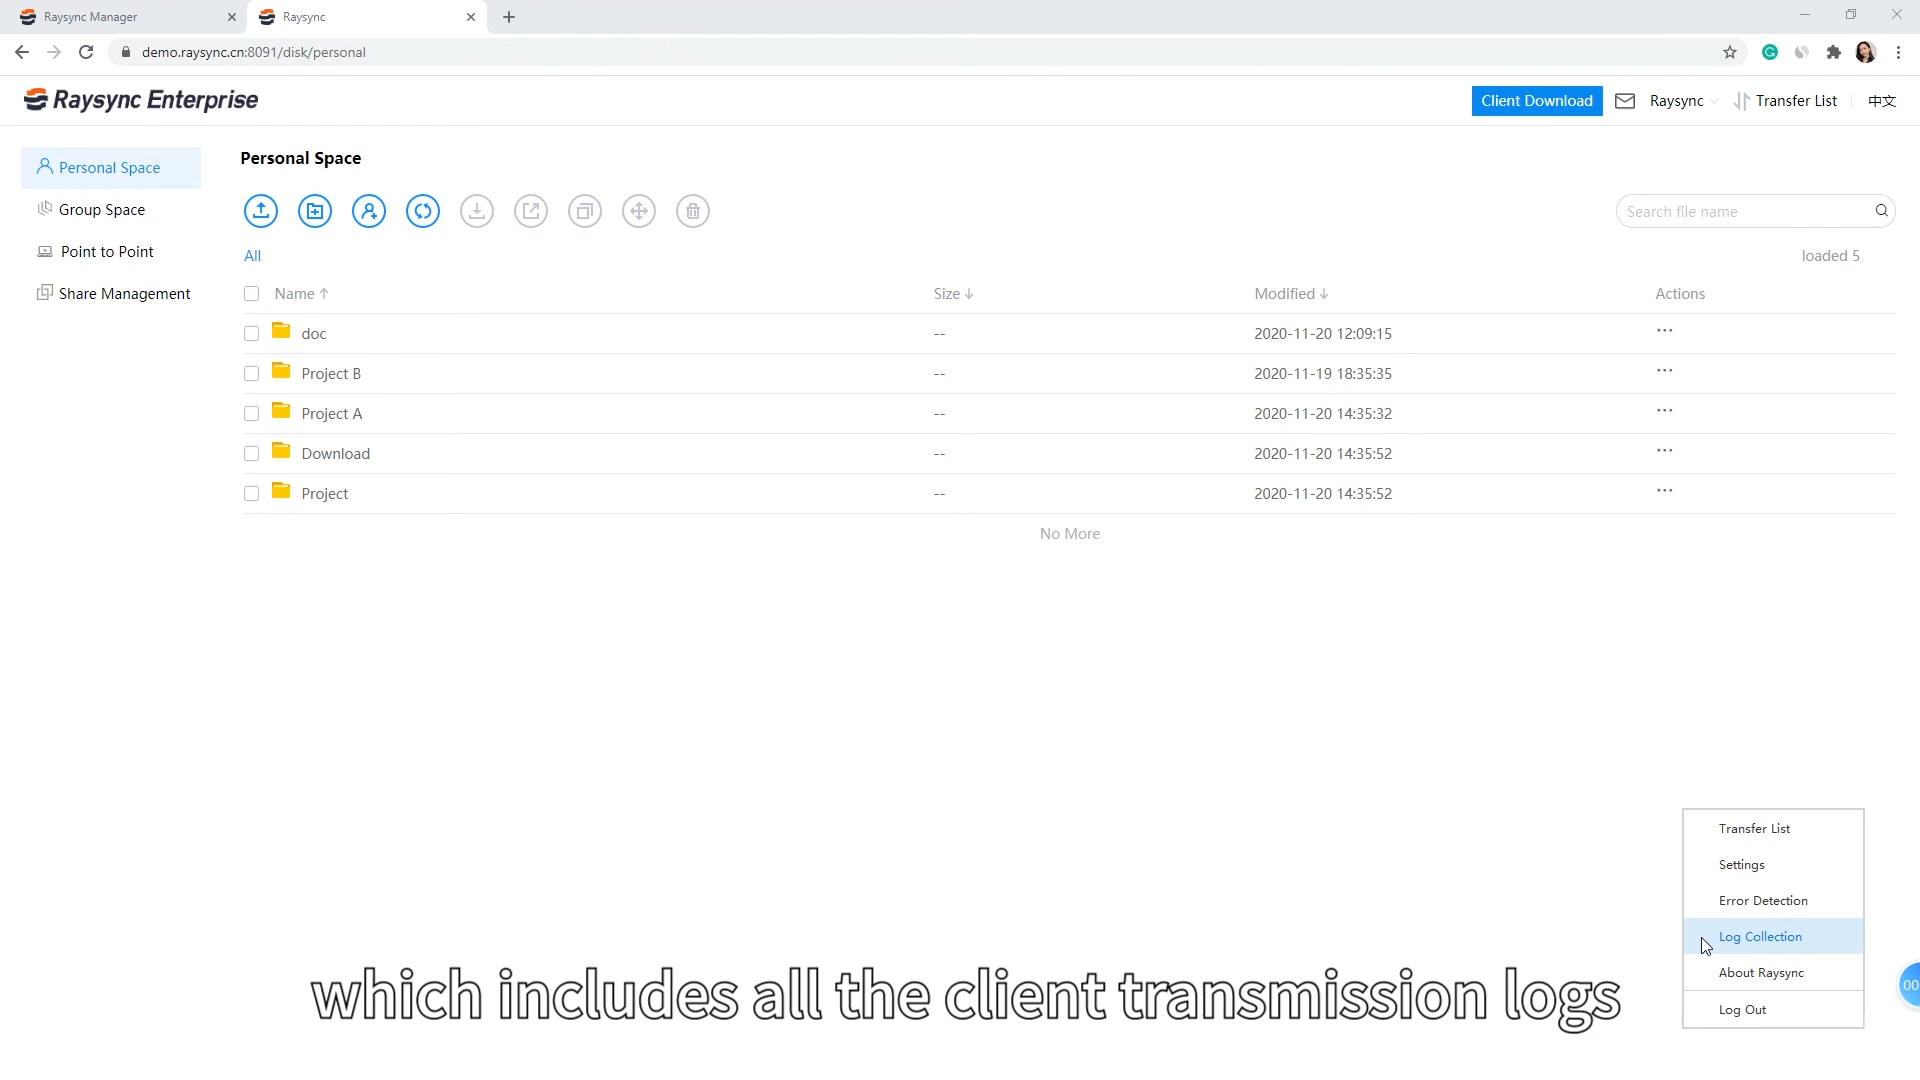 Raysync Manager
Raysync
demo.raysync.cn:8091/disk/personal
Raysync Enterprise
Client Download
Raysync
Transfer List
中文
Personal Space
Group Space
Point to Point
Share Management
Personal Space
Search file name
All
loaded 5
Name Size Modified Actions
doc -- 2020-11-20 12:09:15 ...
Project B -- 2020-11-19 18:35:35 ...
Project A -- 2020-11-20 14:35:32 ...
Download -- 2020-11-20 14:35:52 ...
Project -- 2020-11-20 14:35:52 ...
No More
Transfer List
Settings
Error Detection
Log Collection
About Raysync
Log Out
00
which includes all the client transmission logs